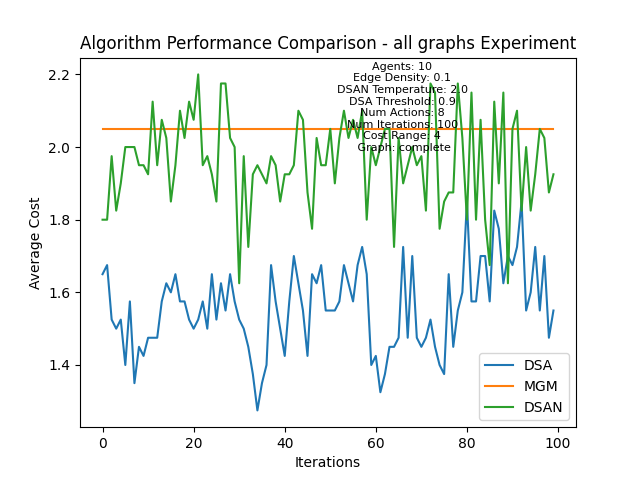 Algorithm Performance Comparison - all graphs Experiment
Agents: 10
Edge Density: 0.1
DSAN Temperature: 2.0
DSA Threshold: 0.9
Num Actions: 8
Num Iterations: 100
Cost Range: 4
Graph: complete
2.2
2.0
1.8
1.6
1.4
Average Cost
0
20
40
60
80
100
Iterations
DSA
MGM
DSAN